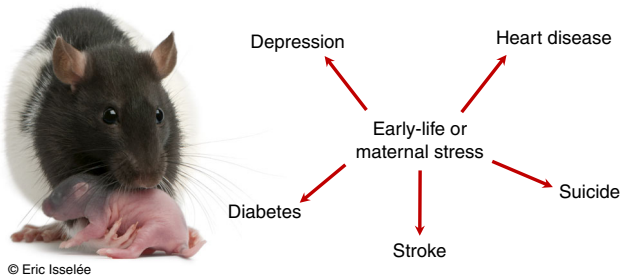 Depression
Heart disease
Early-life or
maternal stress
Diabetes
Suicide
Stroke
© Eric Isselée